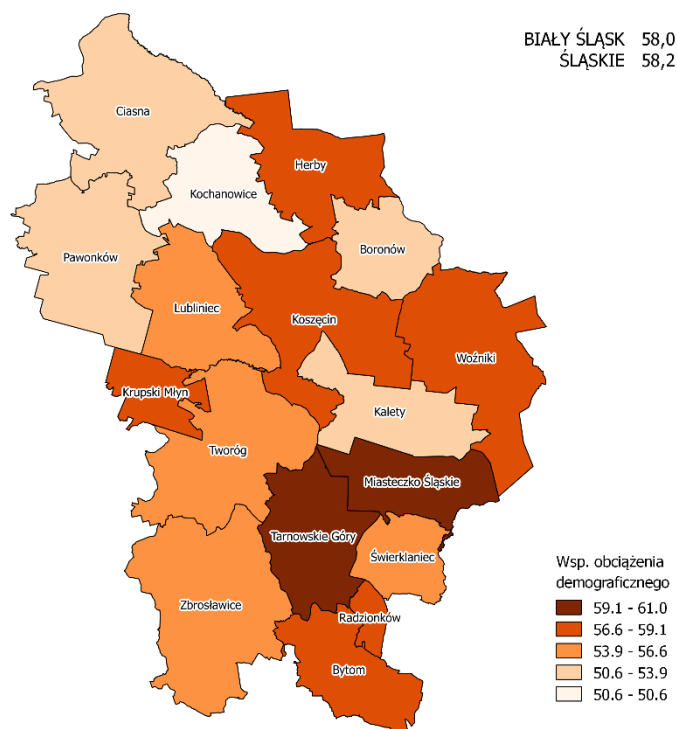 BIAŁY ŚLĄSK 58,0
ŚLĄSKIE 58,2
Ciasna
Herby
Kochanowice
Boronów
Pawonków
Lubliniec
Koszęcin
Woźniki
Krupski Młyn
Kalety
Tworóg
Miasteczko Śląskie
Tarnowskie Góry
Świerklaniec
Zbrosławice
Radzionków
Bytom
Wsp. obciążenia
demograficznego
59.1 - 61.0
56.6 - 59.1
53.9 - 56.6
50.6 - 53.9
50.6 - 50.6